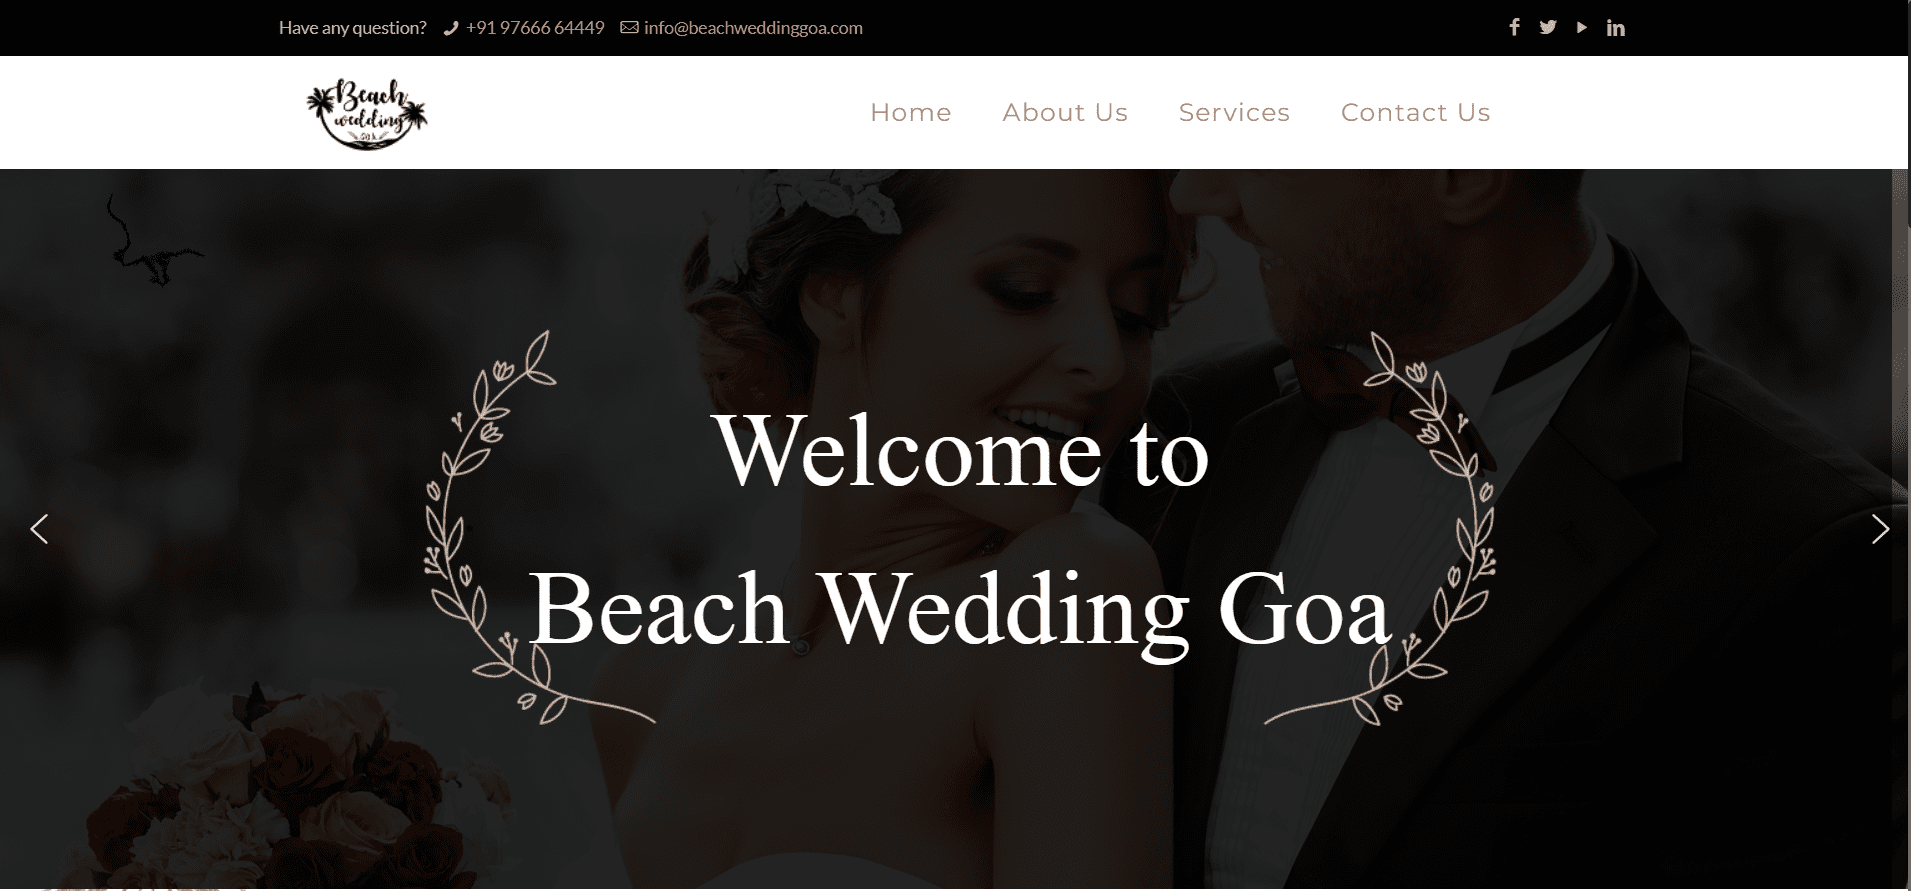 Have any question? +91 97666 64449 info@beachweddinggoa.com
Beach
wedding
GOA
Home About Us Services Contact Us
Welcome to
Beach Wedding Goa